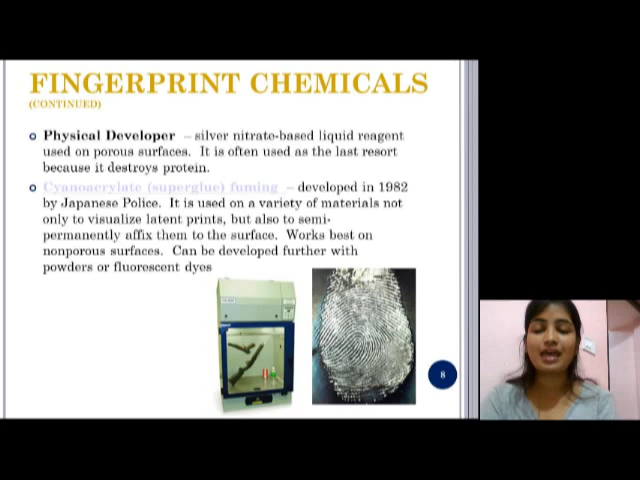 FINGERPRINT CHEMICALS
(CONTINUED)
Physical Developer – silver nitrate-based liquid reagent
used on porous surfaces. It is often used as the last resort
because it destroys protein.
Cyanoacrylate (superglue) fuming – developed in 1982
by Japanese Police. It is used on a variety of materials not
only to visualize latent prints, but also to semi-
permanently affix them to the surface. Works best on
nonporous surfaces. Can be developed further with
powders or fluorescent dyes
8